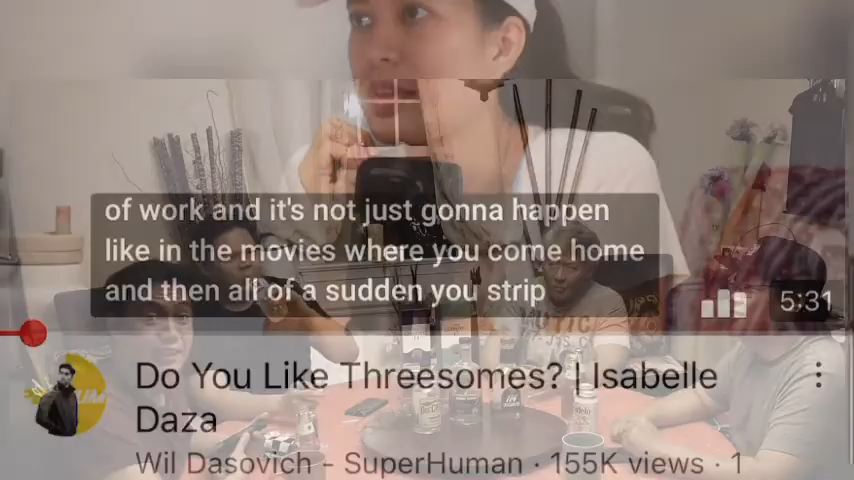 of work and it's not just gonna happen
like in the movies where you come home
and then all of a sudden you strip
5:31
Do You Like Threesomes? | Isabelle
Daza
Wil Dasovich - SuperHuman · 155K views · 1